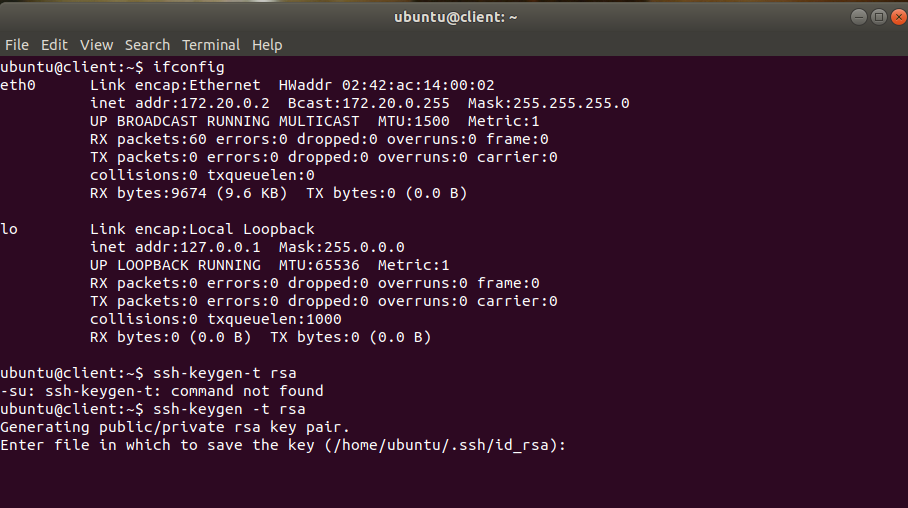 ubuntu@client: ~
File Edit View Search Terminal Help
ubuntu@client:~$ ifconfig
eth0      Link encap:Ethernet  HWaddr 02:42:ac:14:00:02
          inet addr:172.20.0.2  Bcast:172.20.0.255  Mask:255.255.255.0
          UP BROADCAST RUNNING MULTICAST  MTU:1500  Metric:1
          RX packets:60 errors:0 dropped:0 overruns:0 frame:0
          TX packets:0 errors:0 dropped:0 overruns:0 carrier:0
          collisions:0 txqueuelen:0
          RX bytes:9674 (9.6 KB)  TX bytes:0 (0.0 B)

lo        Link encap:Local Loopback
          inet addr:127.0.0.1  Mask:255.0.0.0
          UP LOOPBACK RUNNING  MTU:65536  Metric:1
          RX packets:0 errors:0 dropped:0 overruns:0 frame:0
          TX packets:0 errors:0 dropped:0 overruns:0 carrier:0
          collisions:0 txqueuelen:1000
          RX bytes:0 (0.0 B)  TX bytes:0 (0.0 B)

ubuntu@client:~$ ssh-keygen-t rsa
-su: ssh-keygen-t: command not found
ubuntu@client:~$ ssh-keygen -t rsa
Generating public/private rsa key pair.
Enter file in which to save the key (/home/ubuntu/.ssh/id_rsa):